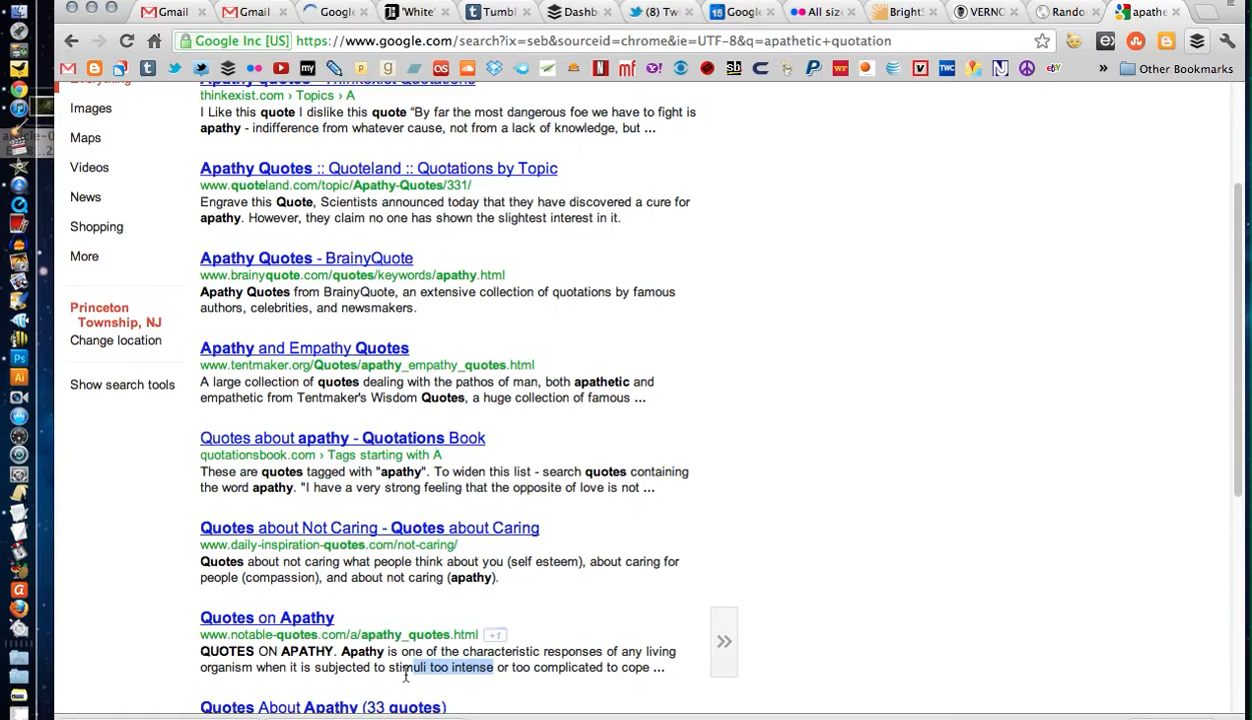 Gmail
Gmail
Google
'White'
Tumbl
Dashb
(8) Tw
Google
All size
BrightS
VERNO
Rando
apathe
Google Inc [US]
https://www.google.com/search?ix=seb&sourceid=chrome&ie=UTF-8&q=apathetic+quotation
Other Bookmarks
Images
Maps
Videos
News
Shopping
More
Princeton
Township, NJ
Change location
Show search tools
thinkexist.com › Topics › A
I Like this quote I dislike this quote “By far the most dangerous foe we have to fight is
apathy - indifference from whatever cause, not from a lack of knowledge, but ...
Apathy Quotes :: Quoteland :: Quotations by Topic
www.quoteland.com/topic/Apathy-Quotes/331/
Engrave this Quote, Scientists announced today that they have discovered a cure for
apathy. However, they claim no one has shown the slightest interest in it.
Apathy Quotes - BrainyQuote
www.brainyquote.com/quotes/keywords/apathy.html
Apathy Quotes from BrainyQuote, an extensive collection of quotations by famous
authors, celebrities, and newsmakers.
Apathy and Empathy Quotes
www.tentmaker.org/Quotes/apathy_empathy_quotes.html
A large collection of quotes dealing with the pathos of man, both apathetic and
empathetic from Tentmaker's Wisdom Quotes, a huge collection of famous ...
Quotes about apathy - Quotations Book
quotationsbook.com › Tags starting with A
These are quotes tagged with "apathy". To widen this list - search quotes containing
the word apathy. "I have a very strong feeling that the opposite of love is not ...
Quotes about Not Caring - Quotes about Caring
www.daily-inspiration-quotes.com/not-caring/
Quotes about not caring what people think about you (self esteem), about caring for
people (compassion), and about not caring (apathy).
Quotes on Apathy
www.notable-quotes.com/a/apathy_quotes.html +1
QUOTES ON APATHY. Apathy is one of the characteristic responses of any living
organism when it is subjected to stimuli too intense or too complicated to cope ...
Quotes About Apathy (33 quotes)